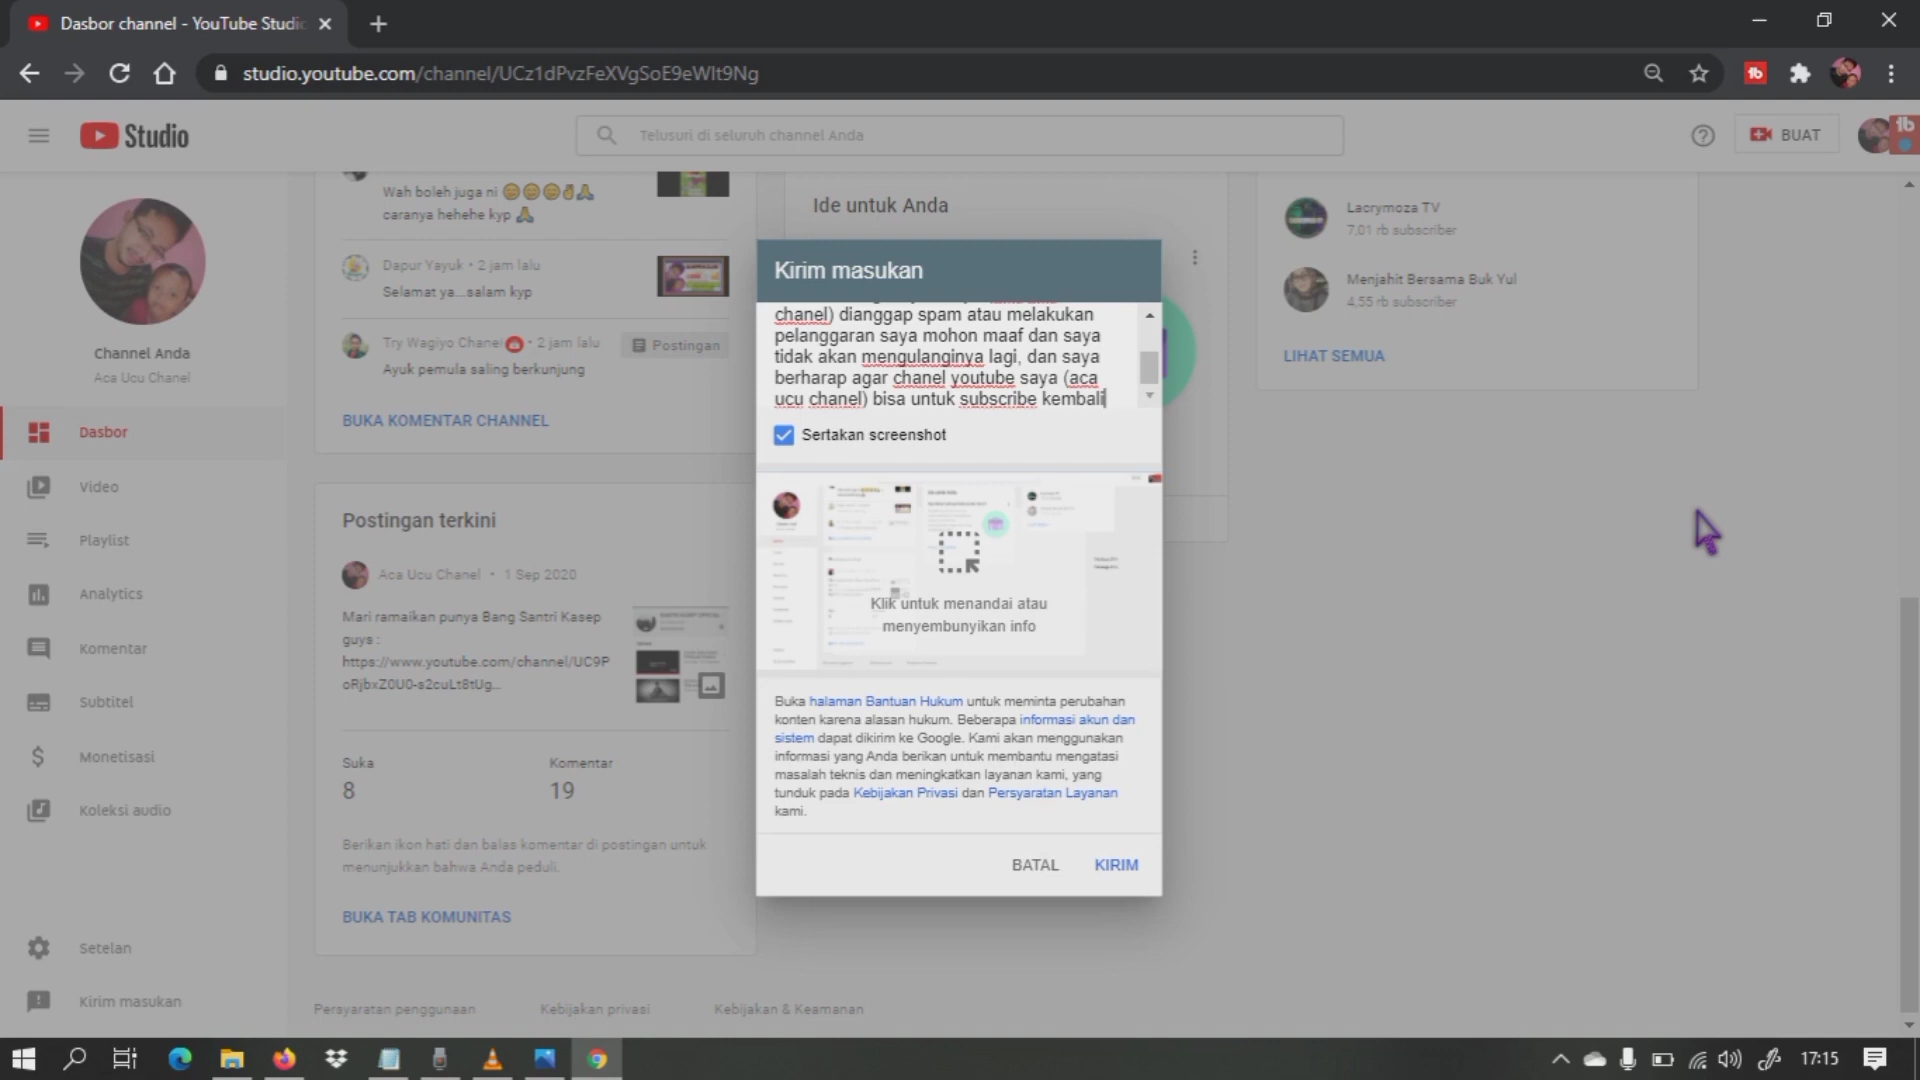 Dasbor channel - YouTube Studio
studio.youtube.com/channel/UCz1dPvzFeXVgSoE9eWIt9Ng
Studio
Telusuri di seluruh channel Anda
BUAT
Channel Anda
Aca Ucu Chanel
Dasbor
Video
Playlist
Analytics
Komentar
Subtitel
Monetisasi
Koleksi audio
Setelan
Kirim masukan
Wah boleh juga ni 😊😊😊✌🙏
caranya hehehe kyp 🙏
Dapur Yayuk • 2 jam lalu
Selamat ya...salam kyp
Try Wagiyo Chanel • 2 jam lalu
Postingan
Ayuk pemula saling berkunjung
BUKA KOMENTAR CHANNEL
Postingan terkini
Aca Ucu Chanel • 1 Sep 2020
Mari ramaikan punya Bang Santri Kasep
guys :
https://www.youtube.com/channel/UC9P
oRjbxZ0U0-s2cuLt8tUg...
Suka
Komentar
8
19
Berikan ikon hati dan balas komentar di postingan untuk
menunjukkan bahwa Anda peduli.
BUKA TAB KOMUNITAS
Persyaratan penggunaan
Kebijakan privasi
Kebijakan & Keamanan
Ide untuk Anda
Kirim masukan
chanel) dianggap spam atau melakukan
pelanggaran saya mohon maaf dan saya
tidak akan mengulanginya lagi, dan saya
berharap agar chanel youtube saya (aca
ucu chanel) bisa untuk subscribe kembali
Sertakan screenshot
Klik untuk menandai atau
menyembunyikan info
Buka halaman Bantuan Hukum untuk meminta perubahan
konten karena alasan hukum. Beberapa informasi akun dan
sistem dapat dikirim ke Google. Kami akan menggunakan
informasi yang Anda berikan untuk membantu mengatasi
masalah teknis dan meningkatkan layanan kami, yang
tunduk pada Kebijakan Privasi dan Persyaratan Layanan
kami.
BATAL
KIRIM
Lacrymoza TV
7,01 rb subscriber
Menjahit Bersama Buk Yul
4,55 rb subscriber
LIHAT SEMUA
17:15